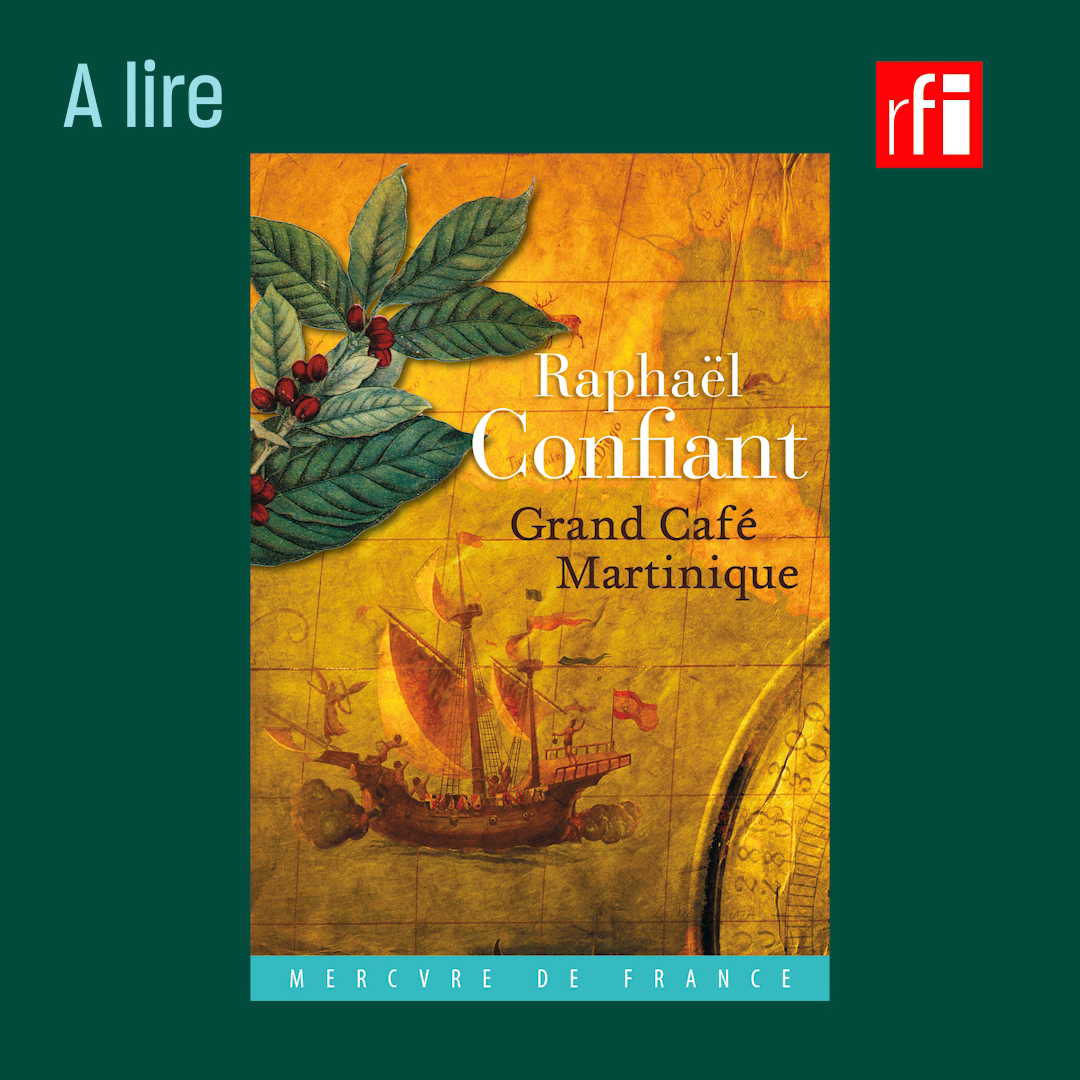 A lire
rfi
Raphaël
Confiant
Grand Café
Martinique
MERCVRE DE FRANCE